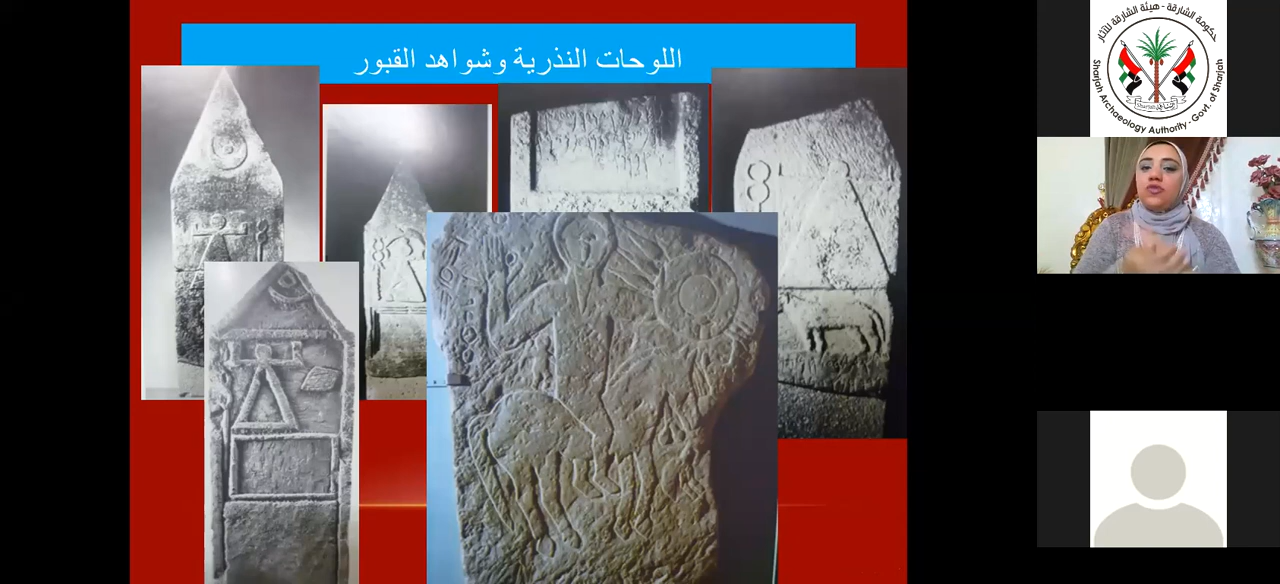 اللوحات النذرية وشواهد القبور
حكومة الشارقة - هيئة الشارقة للآثار
Sharjah Archaeology Authority - Govt. of Sharjah